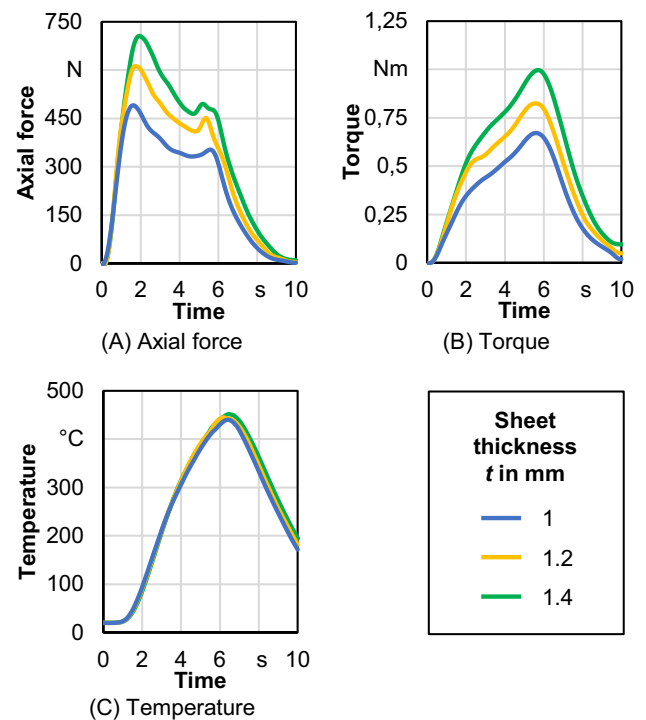 750
N
450
300
150
0
Axial force
0 2 4 6 s 10
Time
(A) Axial force
1,25
Nm
0,75
0,5
0,25
0
Torque
0 2 4 6 s 10
Time
(B) Torque
500
°C
300
200
100
0
Temperature
0 2 4 6 s 10
Time
(C) Temperature
Sheet
thickness
t in mm
1
1.2
1.4